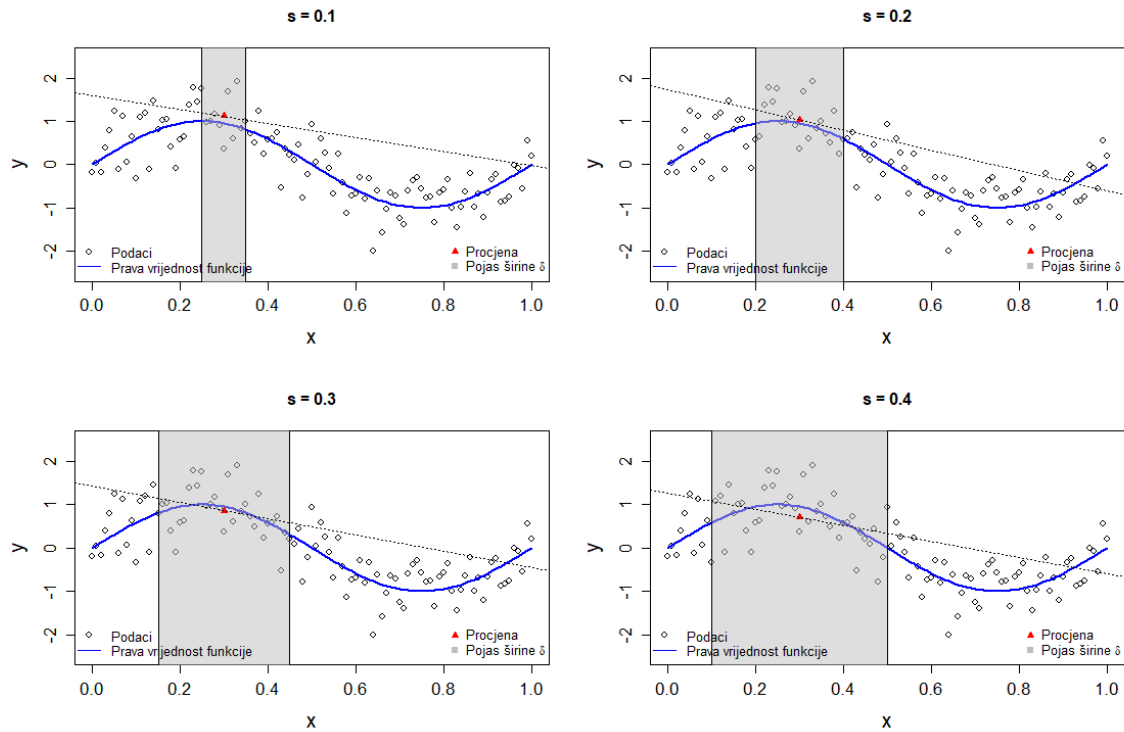 s = 0.1
y
2
1
0
-1
-2
Podaci
Prava vrijednost funkcije
Procjena
Pojas širine δ
0.0 0.2 0.4 0.6 0.8 1.0
x
s = 0.2
y
2
1
0
-1
-2
Podaci
Prava vrijednost funkcije
Procjena
Pojas širine δ
0.0 0.2 0.4 0.6 0.8 1.0
x
s = 0.3
y
2
1
0
-1
-2
Podaci
Prava vrijednost funkcije
Procjena
Pojas širine δ
0.0 0.2 0.4 0.6 0.8 1.0
x
s = 0.4
y
2
1
0
-1
-2
Podaci
Prava vrijednost funkcije
Procjena
Pojas širine δ
0.0 0.2 0.4 0.6 0.8 1.0
x